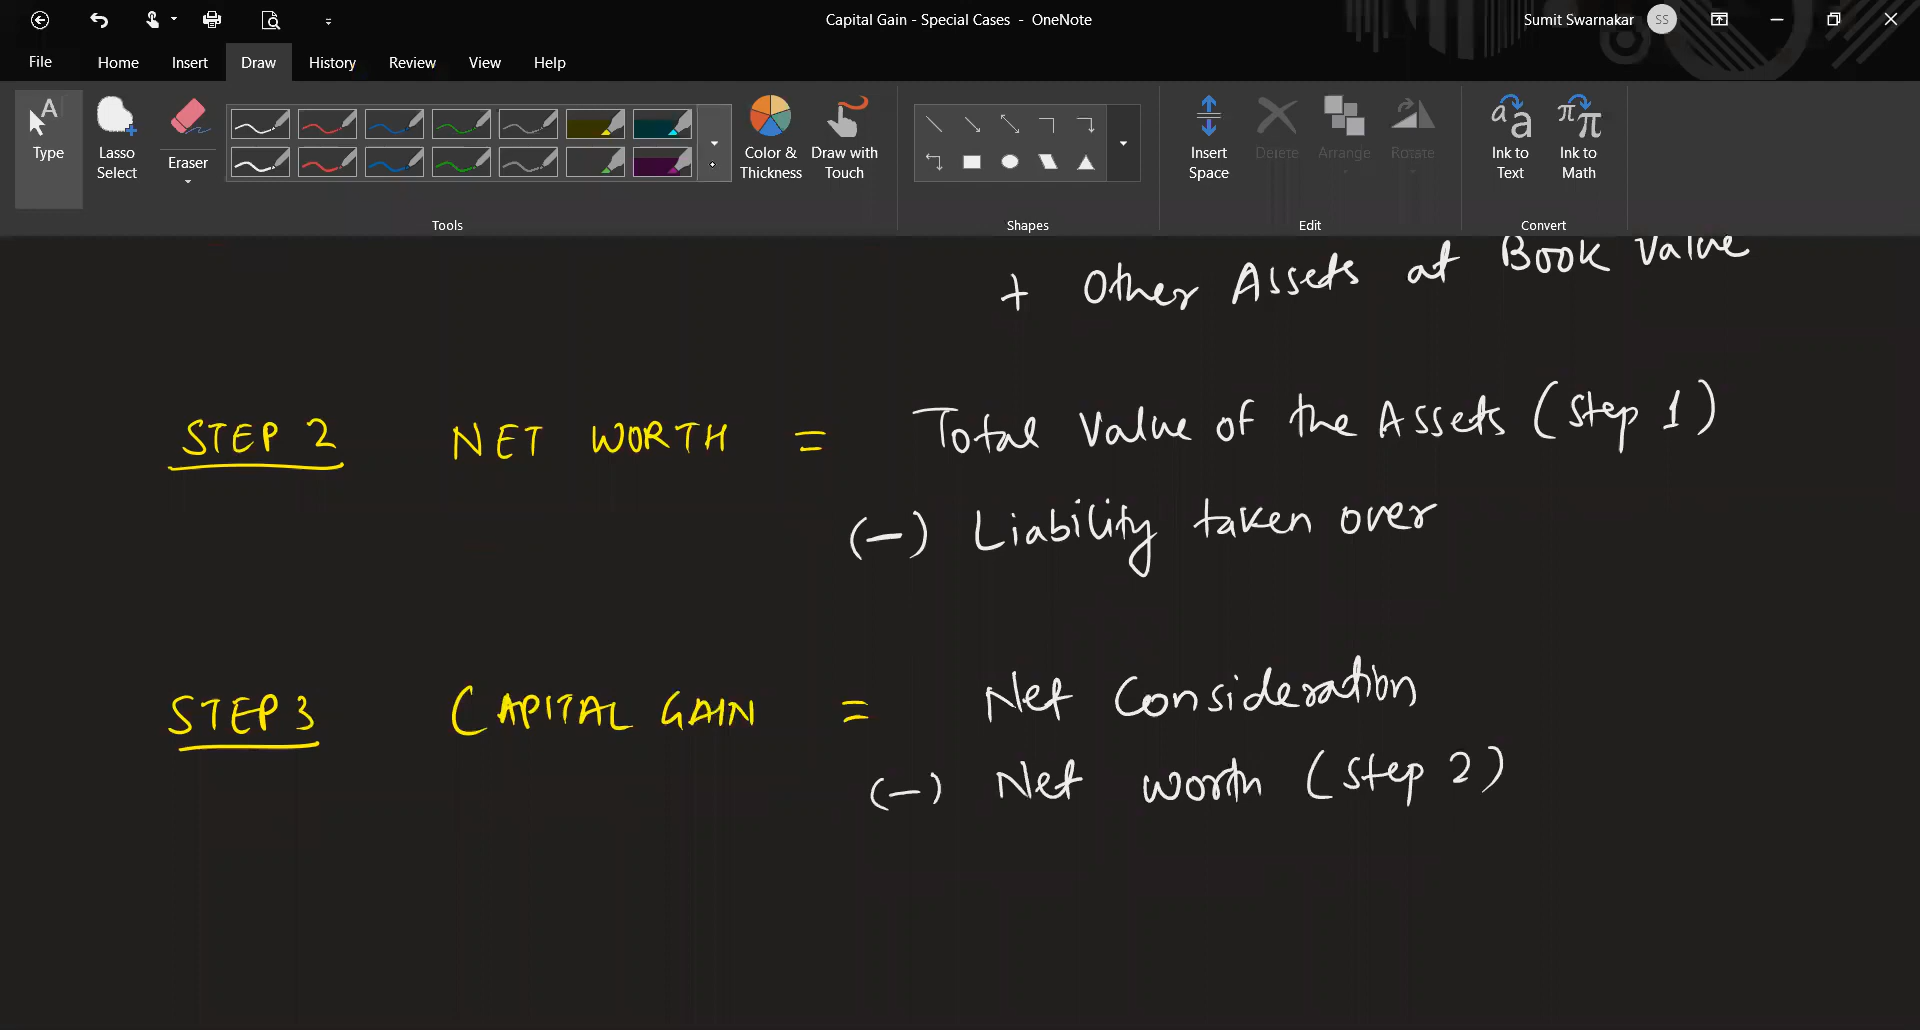 Capital Gain - Special Cases - OneNote
Sumit Swarnakar
SS
File Home Insert Draw History Review View Help
Type
Lasso Select
Eraser
Color & Thickness
Draw with Touch
Insert Space
Delete
Arrange
Rotate
Ink to Text
Ink to Math
Tools
Shapes
Edit
Convert
+ Other Assets at Book Value
STEP 2 NET WORTH = Total Value of the Assets (Step 1)
(-) Liability taken over
STEP 3 CAPITAL GAIN = Net Consideration
(-) Net worth (Step 2)